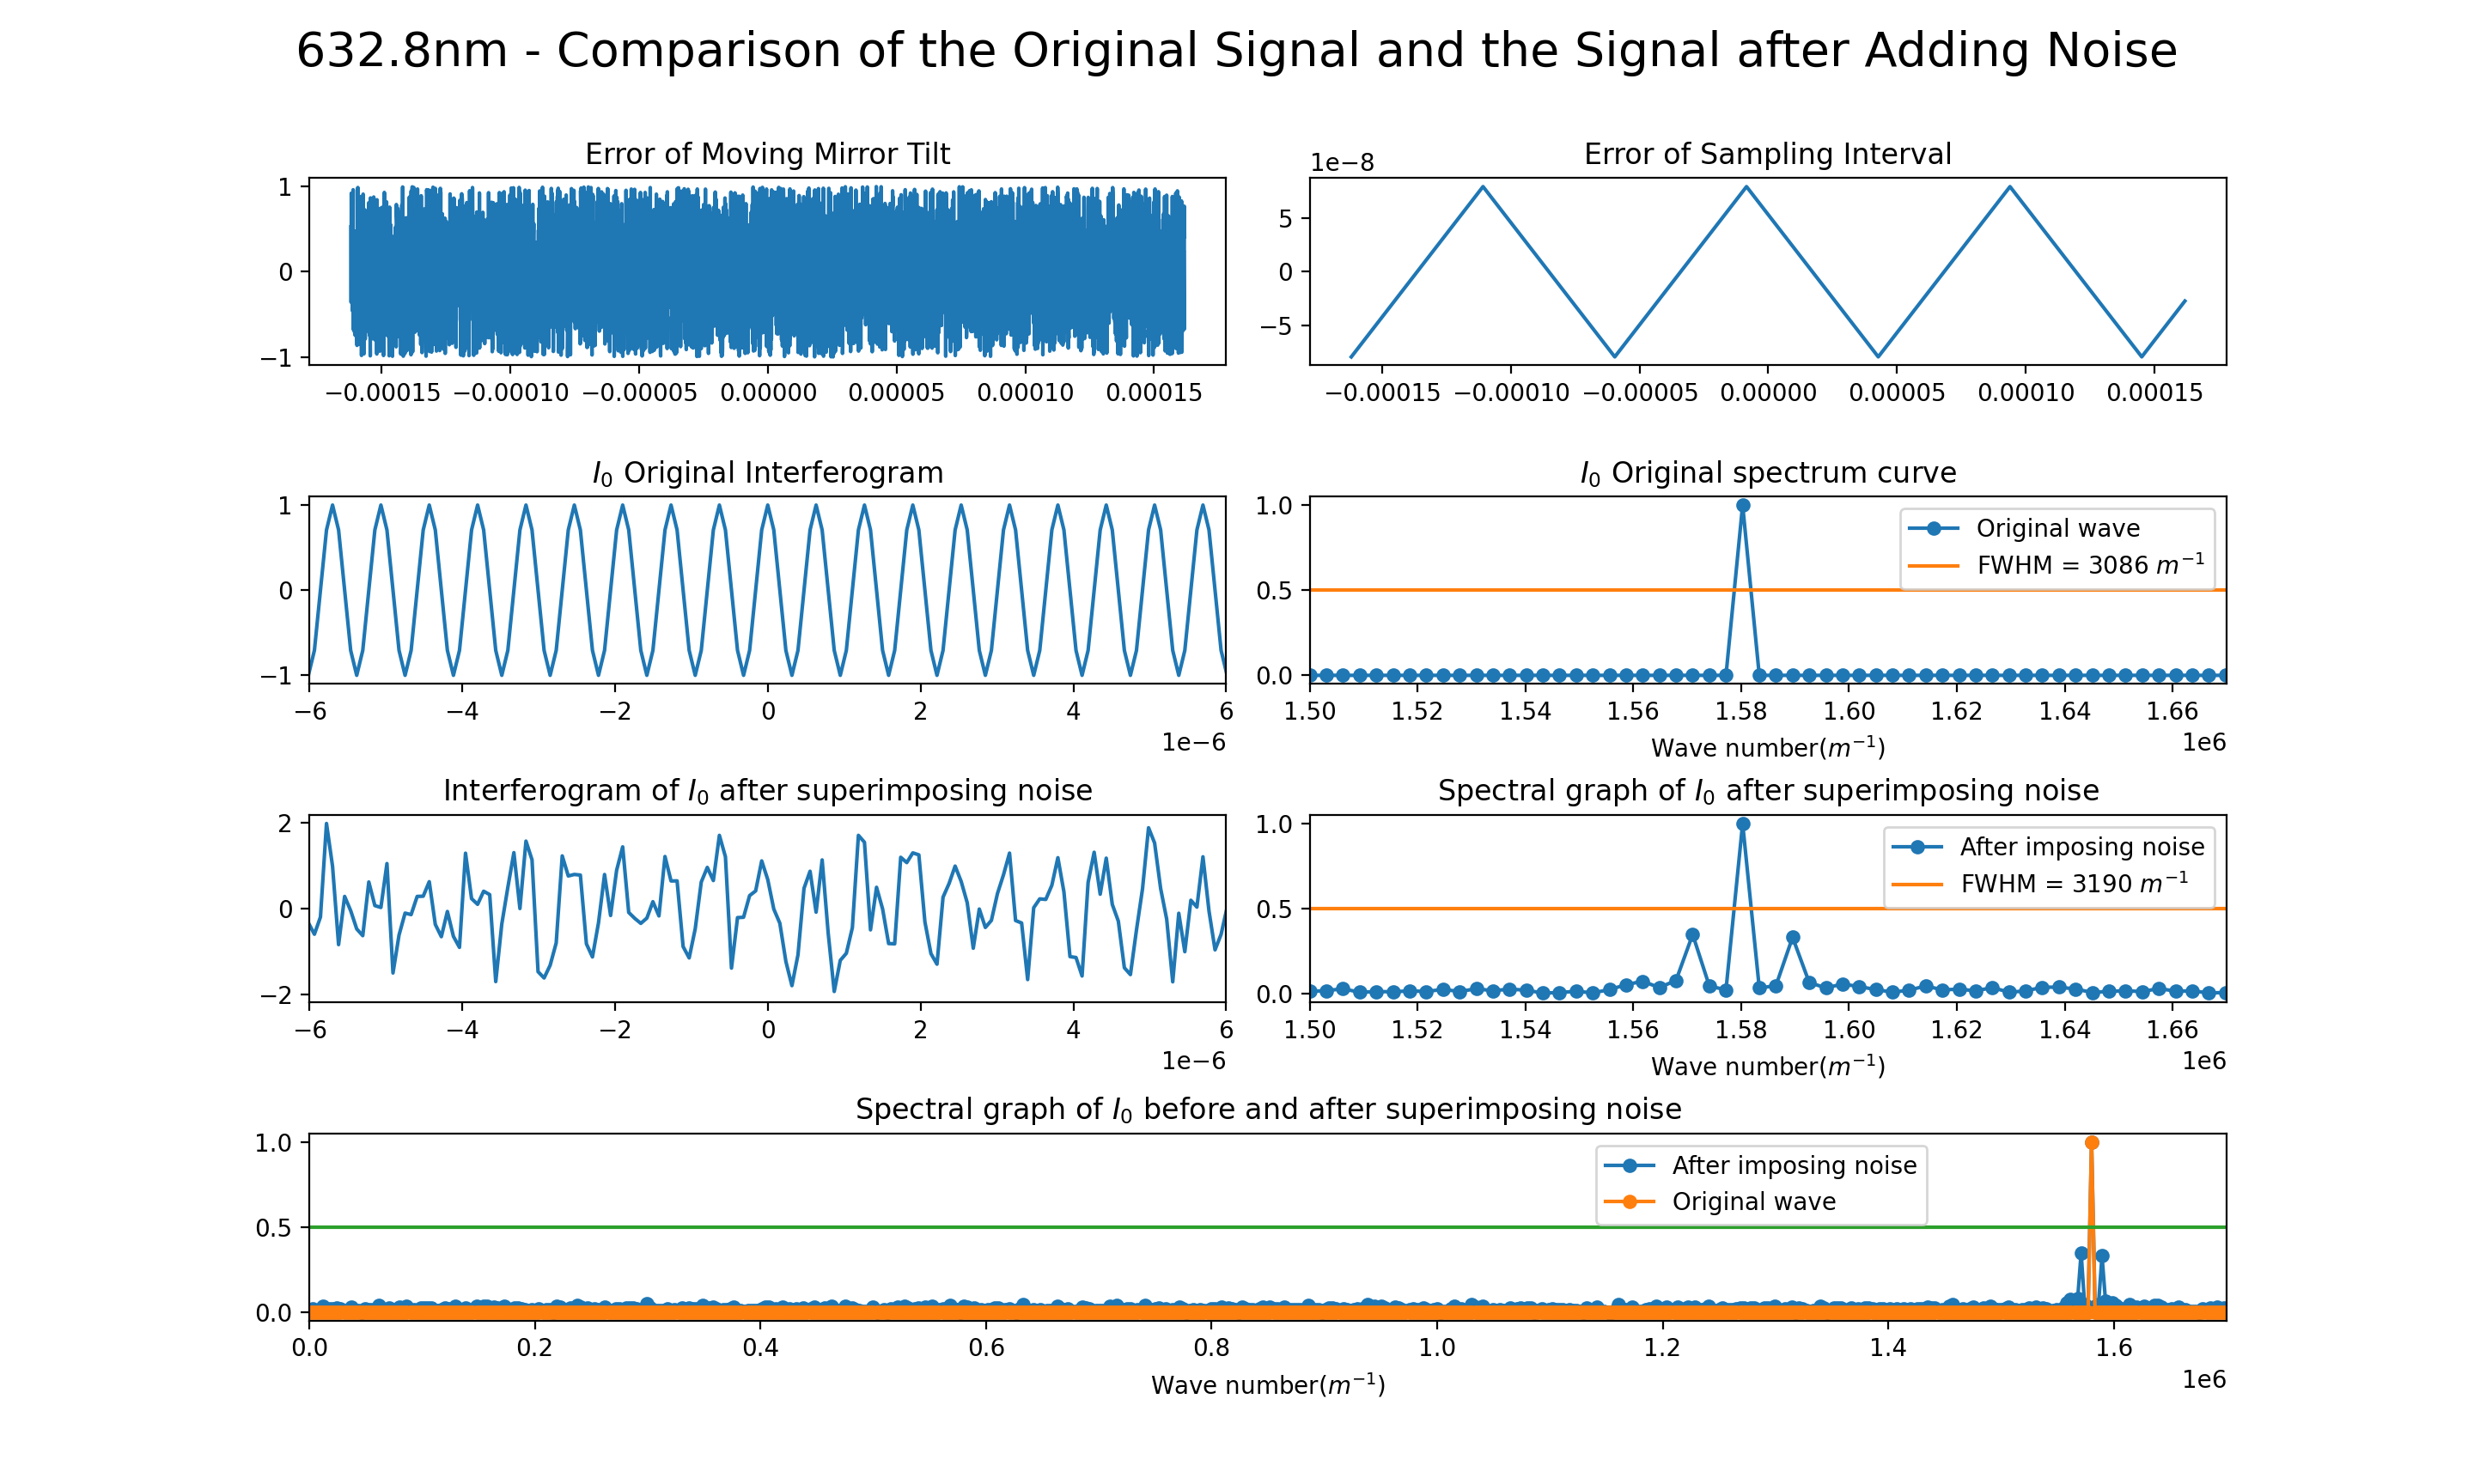 632.8nm - Comparison of the Original Signal and the Signal after Adding Noise
Error of Moving Mirror Tilt
1
0
−1
−0.00015 −0.00010 −0.00005 0.00000 0.00005 0.00010 0.00015
Error of Sampling Interval
1e−8
5
0
−5
−0.00015 −0.00010 −0.00005 0.00000 0.00005 0.00010 0.00015
I₀ Original Interferogram
1
0
−1
−6 −4 −2 0 2 4 6
1e−6
I₀ Original spectrum curve
1.0
0.5
0.0
Original wave
FWHM = 3086 m⁻¹
1.50 1.52 1.54 1.56 1.58 1.60 1.62 1.64 1.66
Wave number(m⁻¹)
1e6
Interferogram of I₀ after superimposing noise
2
0
−2
−6 −4 −2 0 2 4 6
1e−6
Spectral graph of I₀ after superimposing noise
1.0
0.5
0.0
After imposing noise
FWHM = 3190 m⁻¹
1.50 1.52 1.54 1.56 1.58 1.60 1.62 1.64 1.66
Wave number(m⁻¹)
1e6
Spectral graph of I₀ before and after superimposing noise
1.0
0.5
0.0
After imposing noise
Original wave
0.0 0.2 0.4 0.6 0.8 1.0 1.2 1.4 1.6
Wave number(m⁻¹)
1e6